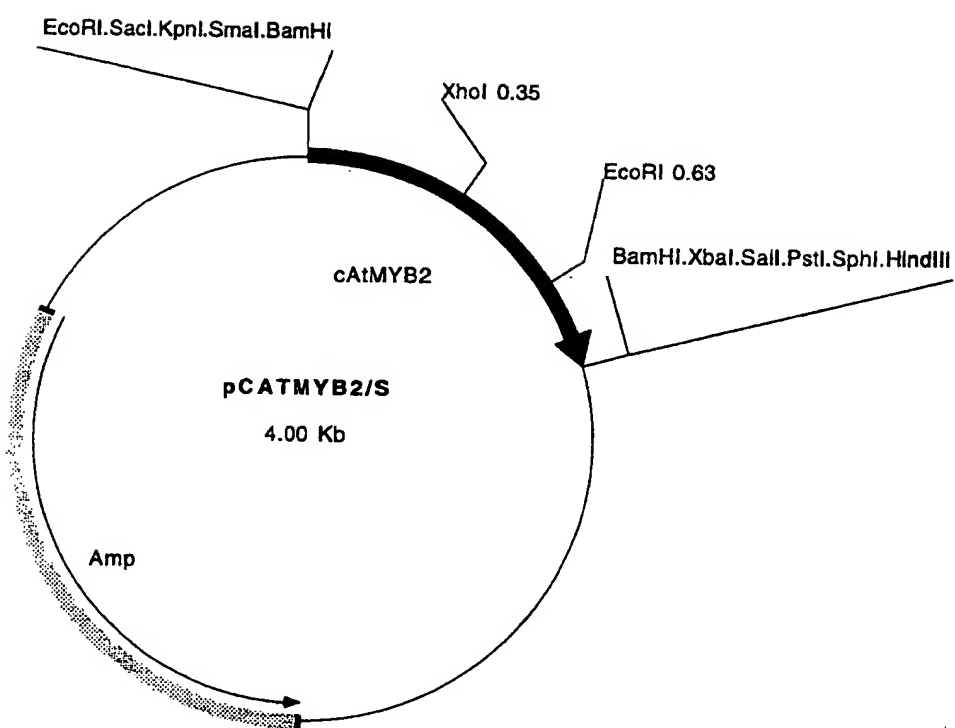 EcoRI.SacI.KpnI.SmaI.BamHI
XhoI 0.35
EcoRI 0.63
BamHI.XbaI.SalI.PstI.SphI.HindIII
cAtMYB2
pCATMYB2/S
4.00 Kb
Amp